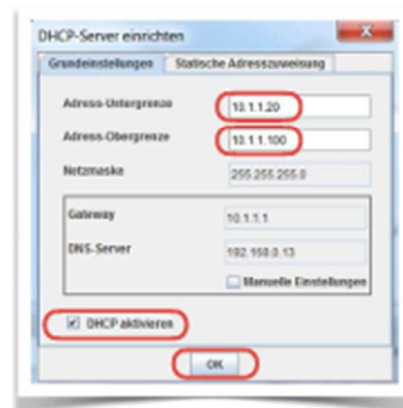 DHCP-Server einrichten
Grundeinstellungen Statische Adresszuweisung
Adress-Untergrenze 10.1.1.20
Adress-Obergrenze 10.1.1.100
Netzmaske 255.255.255.0
Gateway 10.1.1.1
DNS-Server 192.168.0.13
Manuelle Einstellungen
DHCP aktivieren
OK